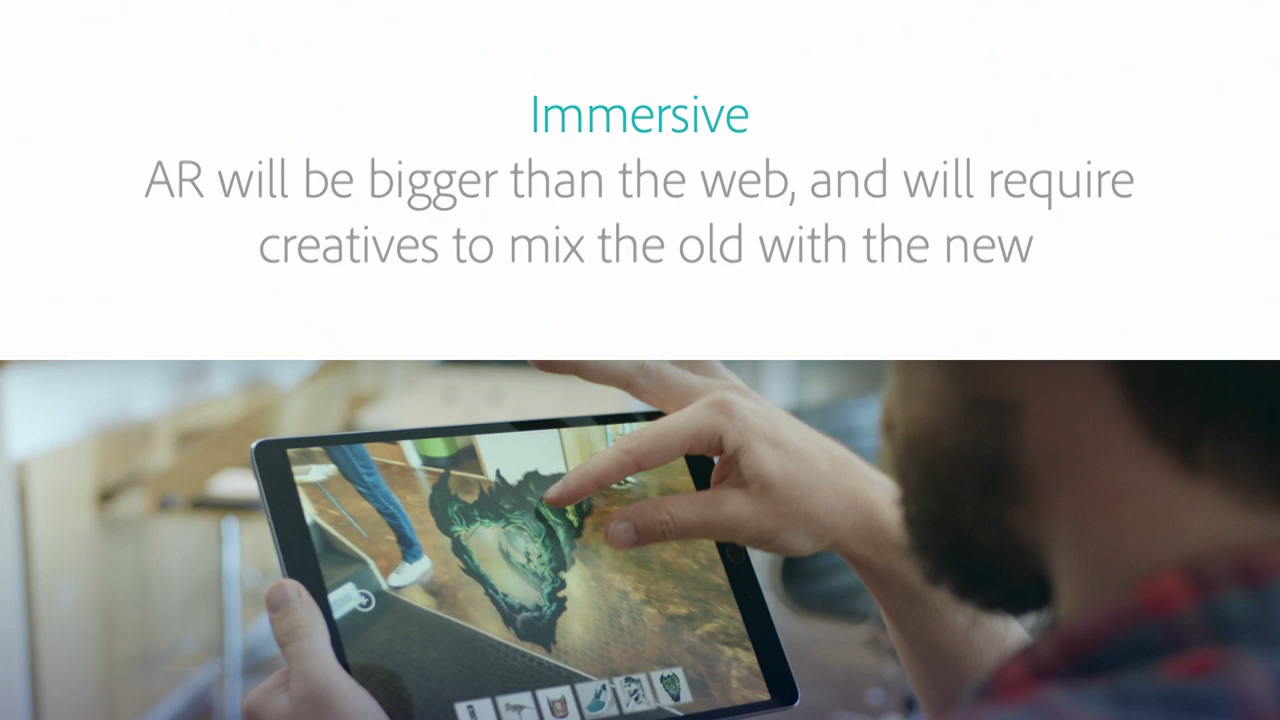 Immersive
AR will be bigger than the web, and will require
creatives to mix the old with the new